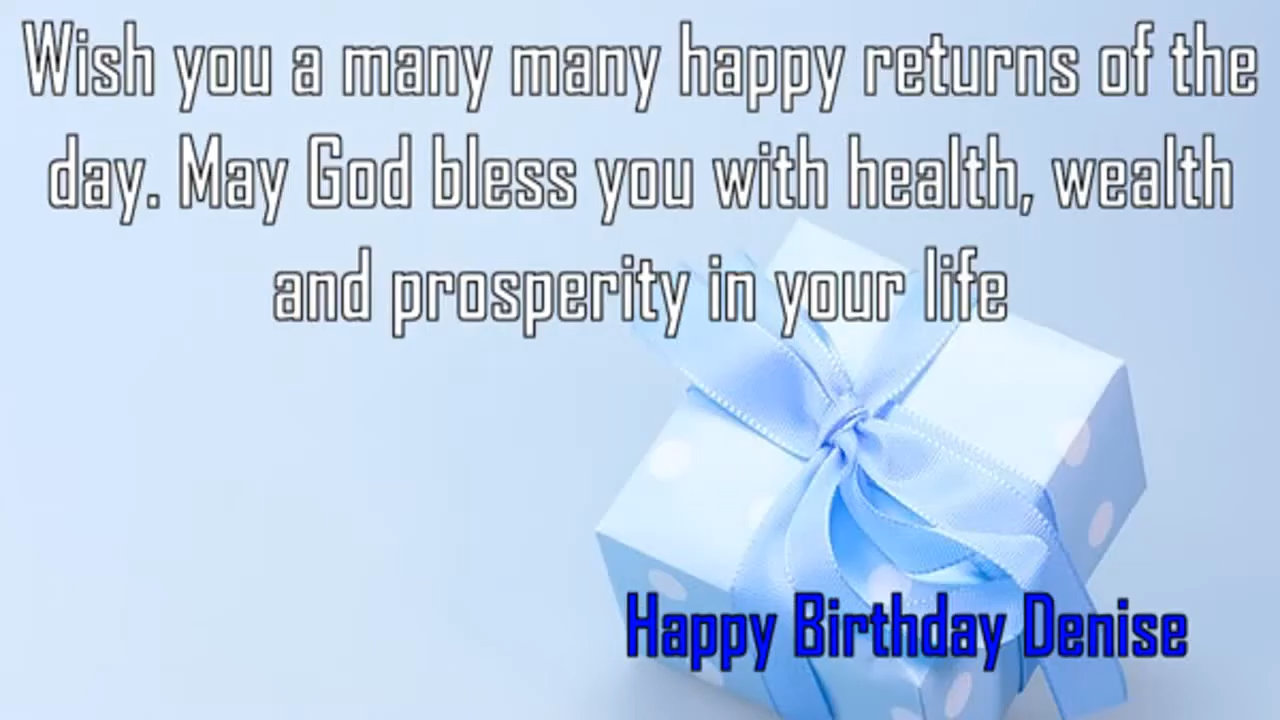 Wish you a many many happy returns of the
day. May God bless you with health, wealth
and prosperity in your life
Happy Birthday Denise